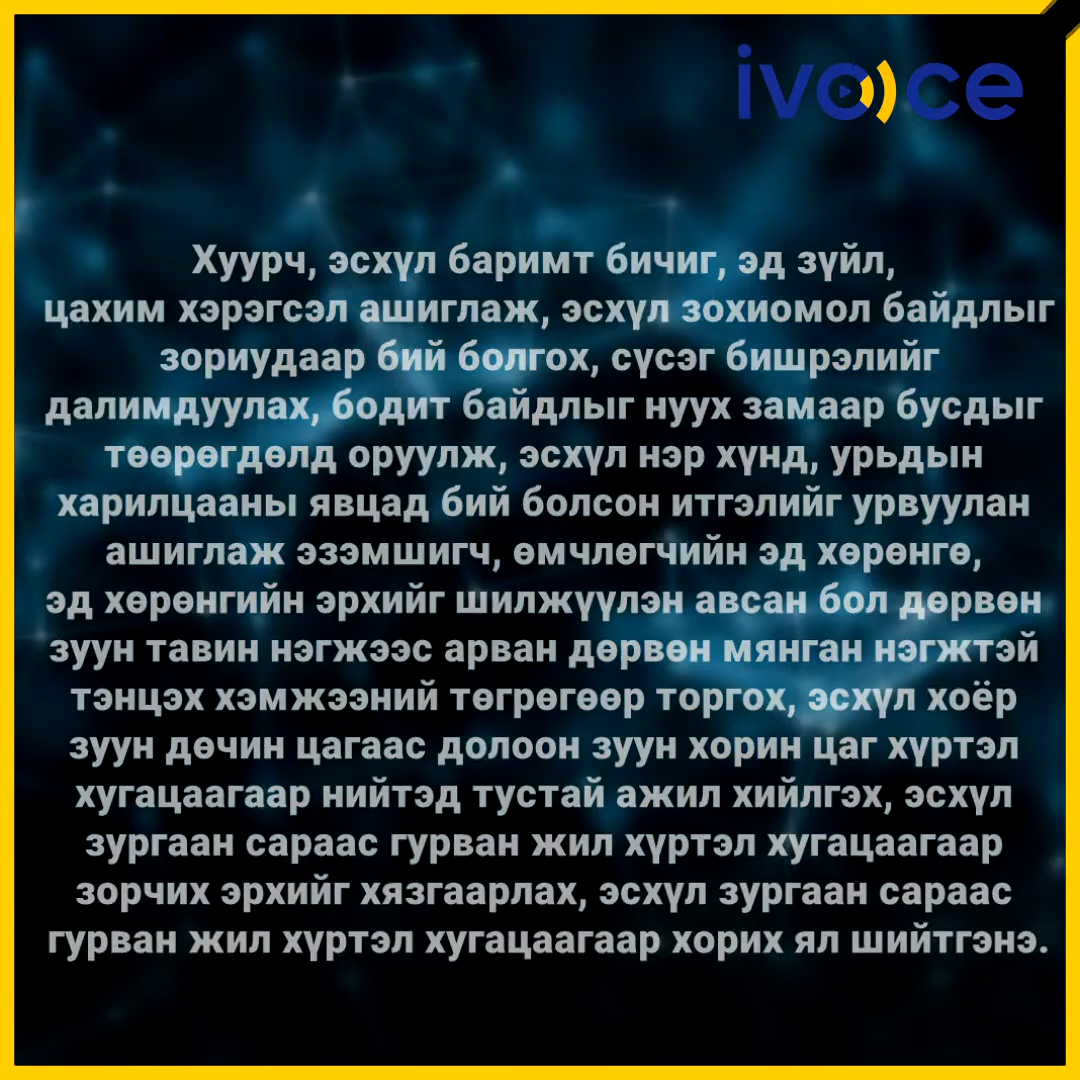 ivoice
Хуурч, эсхүл баримт бичиг, эд зүйл,
цахим хэрэгсэл ашиглаж, эсхүл зохиомол байдлыг
зориудаар бий болгох, сүсэг бишрэлийг
далимдуулах, бодит байдлыг нуух замаар бусдыг
төөрөгдөлд оруулж, эсхүл нэр хүнд, урьдын
харилцааны явцад бий болсон итгэлийг урвуулан
ашиглаж эзэмшигч, өмчлөгчийн эд хөрөнгө,
эд хөрөнгийн эрхийг шилжүүлэн авсан бол дөрвөн
зуун тавин нэгжээс арван дөрвөн мянган нэгжтэй
тэнцэх хэмжээний төгрөгөөр торгох, эсхүл хоёр
зуун дөчин цагаас долоон зуун хорин цаг хүртэл
хугацаагаар нийтэд тустай ажил хийлгэх, эсхүл
зургаан сараас гурван жил хүртэл хугацаагаар
зорчих эрхийг хязгаарлах, эсхүл зургаан сараас
гурван жил хүртэл хугацаагаар хорих ял шийтгэнэ.